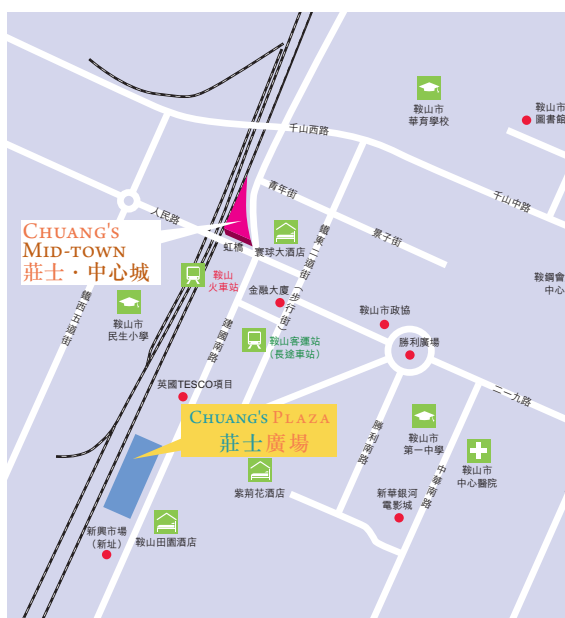 鞍山市
華育學校
鞍山市
圖書館
千山西路
千山中路
青年街
人民路
景子街
CHUANG'S
MID-TOWN
莊士·中心城
虹橋
寰球大酒店
鐵東二道街（步行街）
鞍山
火車站
金融大廈
鞍鋼會
中心
鞍山市政協
鞍山市
民生小學
鐵西五道街
建國南路
鞍山客運站
（長途車站）
勝利廣場
英國TESCO項目
二一九路
CHUANG'S PLAZA
莊士廣場
勝利南路
鞍山市
第一中學
中華南路
鞍山市
中心醫院
紫荊花酒店
新華銀河
電影城
新興市場
（新址）
鞍山田園酒店